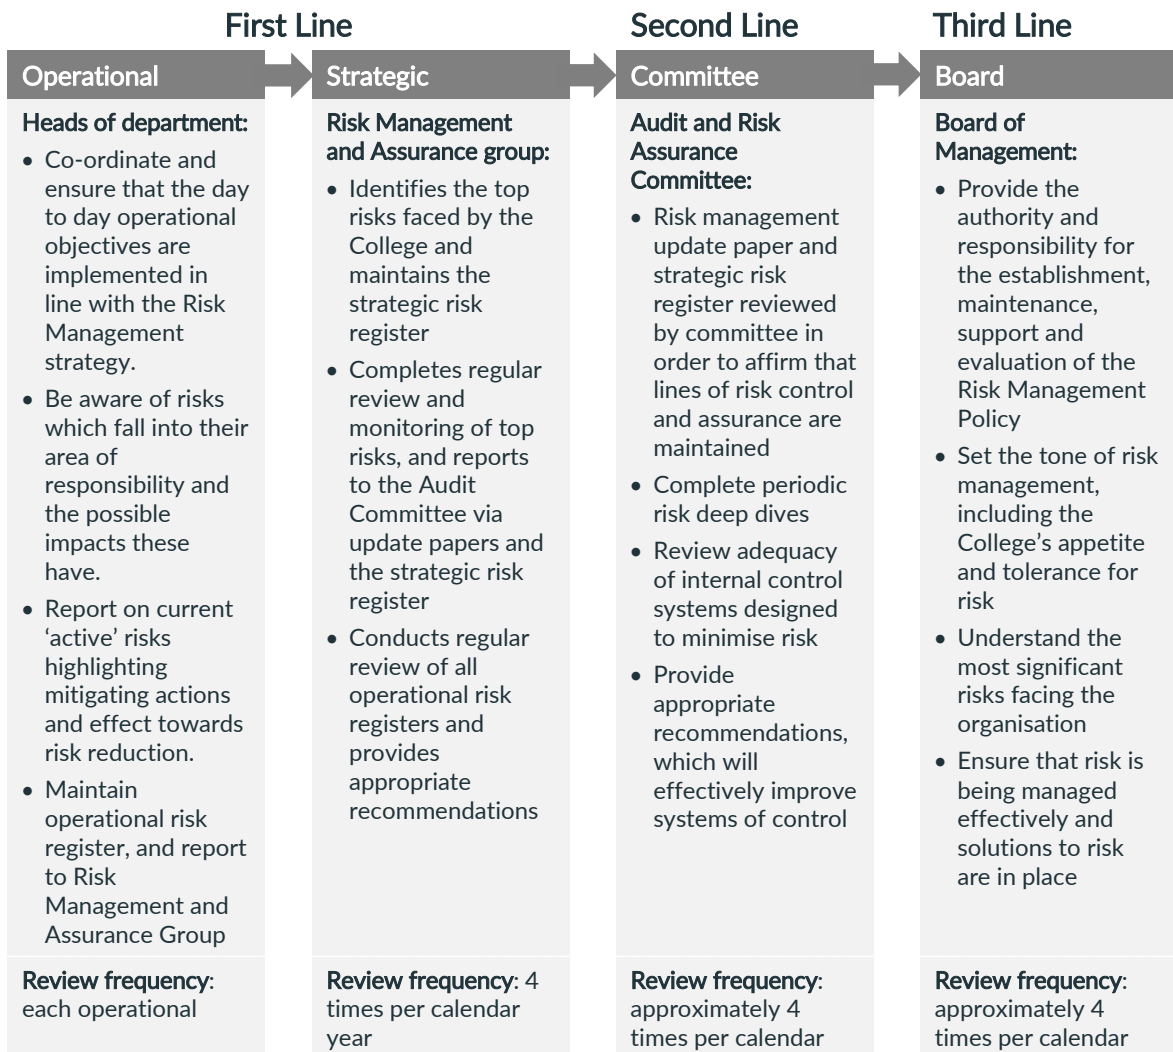 First Line
Second Line
Third Line
Operational
Heads of department:
• Co-ordinate and
ensure that the day
to day operational
objectives are
implemented in
line with the Risk
Management
strategy.
• Be aware of risks
which fall into their
area of
responsibility and
the possible
impacts these
have.
• Report on current
‘active’ risks
highlighting
mitigating actions
and effect towards
risk reduction.
• Maintain
operational risk
register, and report
to Risk
Management and
Assurance Group
Review frequency:
each operational
Strategic
Risk Management
and Assurance group:
• Identifies the top
risks faced by the
College and
maintains the
strategic risk
register
• Completes regular
review and
monitoring of top
risks, and reports
to the Audit
Committee via
update papers and
the strategic risk
register
• Conducts regular
review of all
operational risk
registers and
provides
appropriate
recommendations
Review frequency: 4
times per calendar
year
Committee
Audit and Risk
Assurance
Committee:
• Risk management
update paper and
strategic risk
register reviewed
by committee in
order to affirm that
lines of risk control
and assurance are
maintained
• Complete periodic
risk deep dives
• Review adequacy
of internal control
systems designed
to minimise risk
• Provide
appropriate
recommendations,
which will
effectively improve
systems of control
Review frequency:
approximately 4
times per calendar
Board
Board of
Management:
• Provide the
authority and
responsibility for
the establishment,
maintenance,
support and
evaluation of the
Risk Management
Policy
• Set the tone of risk
management,
including the
College’s appetite
and tolerance for
risk
• Understand the
most significant
risks facing the
organisation
• Ensure that risk is
being managed
effectively and
solutions to risk
are in place
Review frequency:
approximately 4
times per calendar